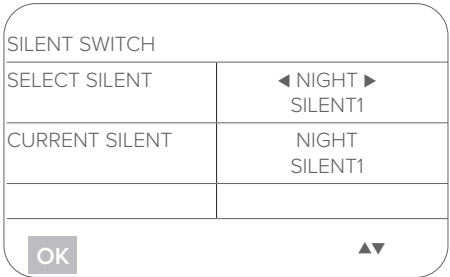 SILENT SWITCH
SELECT SILENT ◀ NIGHT ▶
SILENT1
CURRENT SILENT NIGHT
SILENT1
OK ▲▼